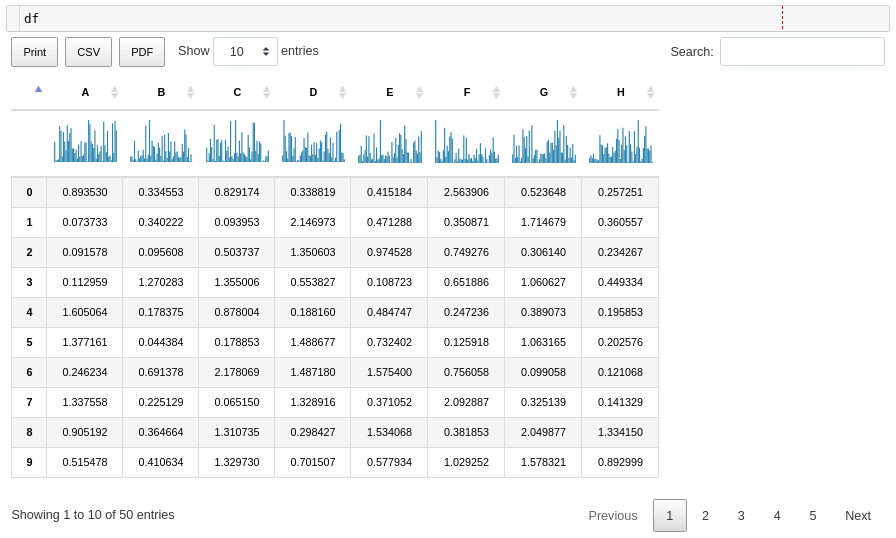 df
Print CSV PDF Show 10 entries Search:
A B C D E F G H
0 0.893530 0.334553 0.829174 0.338819 0.415184 2.563906 0.523648 0.257251
1 0.073733 0.340222 0.093953 2.146973 0.471288 0.350871 1.714679 0.360557
2 0.091578 0.095608 0.503737 1.350603 0.974528 0.749276 0.306140 0.234267
3 0.112959 1.270283 1.355006 0.553827 0.108723 0.651886 1.060627 0.449334
4 1.605064 0.178375 0.878004 0.188160 0.484747 0.247236 0.389073 0.195853
5 1.377161 0.044384 0.178853 1.488677 0.732402 0.125918 1.063165 0.202576
6 0.246234 0.691378 2.178069 1.487180 1.575400 0.756058 0.099058 0.121068
7 1.337558 0.225129 0.065150 1.328916 0.371052 2.092887 0.325139 0.141329
8 0.905192 0.364664 1.310735 0.298427 1.534068 0.381853 2.049877 1.334150
9 0.515478 0.410634 1.329730 0.701507 0.577934 1.029252 1.578321 0.892999
Showing 1 to 10 of 50 entries Previous 1 2 3 4 5 Next